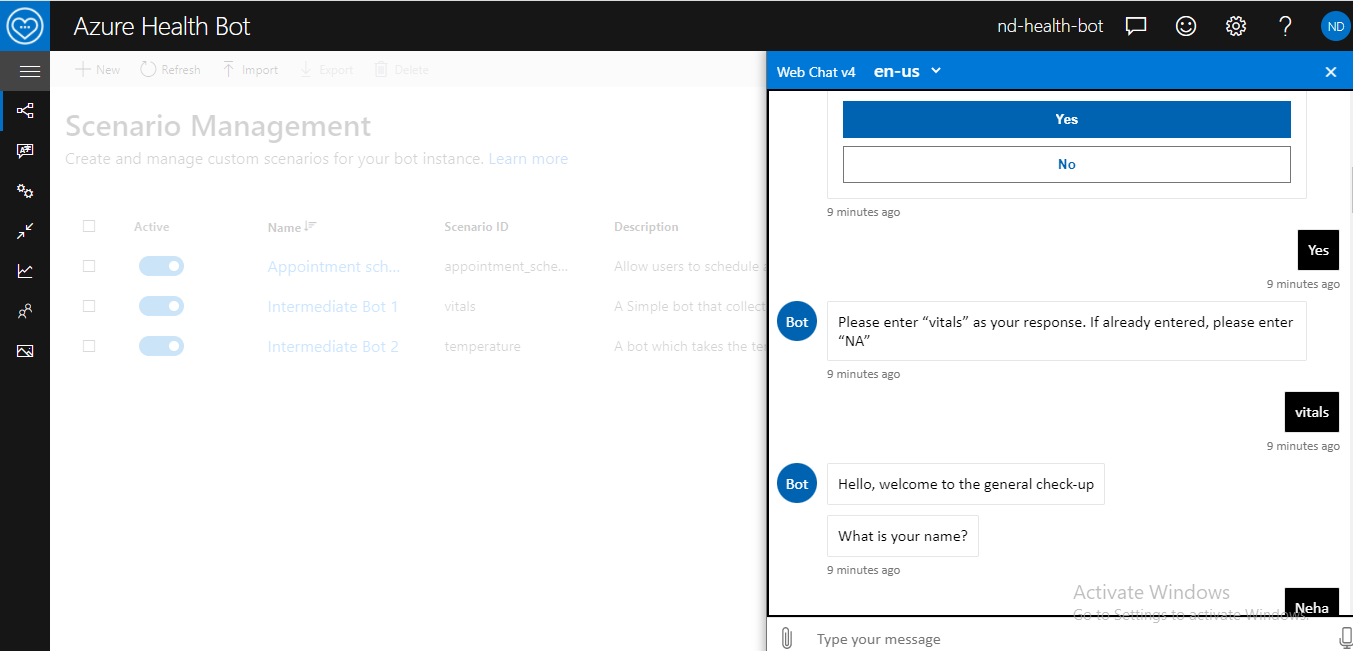 Azure Health Bot
nd-health-bot
ND
New Refresh Import Export Delete
Scenario Management
Create and manage custom scenarios for your bot instance. Learn more
Active Name Scenario ID Description
Appointment sch... appointment_sche... Allow users to schedule
Intermediate Bot 1 vitals A Simple bot that collect
Intermediate Bot 2 temperature A bot which takes the
Web Chat v4 en-us
Yes
No
9 minutes ago
Yes
9 minutes ago
Bot
Please enter “vitals” as your response. If already entered, please enter
“NA”
9 minutes ago
vitals
9 minutes ago
Bot
Hello, welcome to the general check-up
What is your name?
9 minutes ago
Neha
Activate Windows
Go to Settings to activate Windows.
Type your message